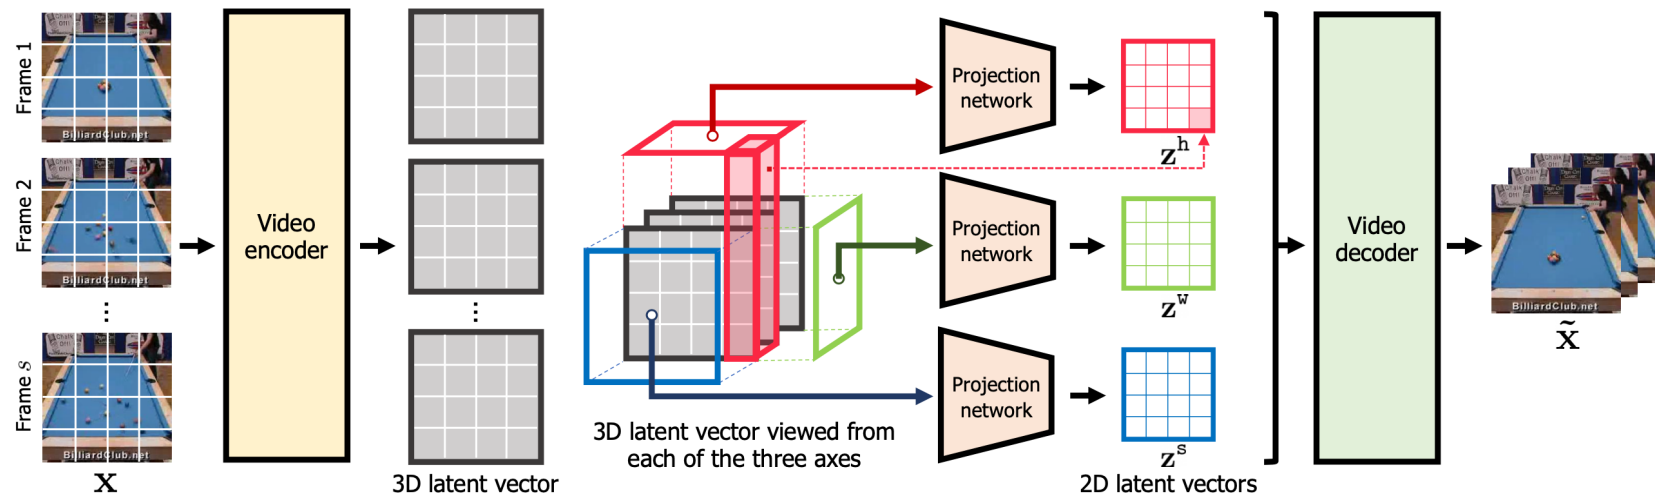 Frame 1
BilliardClub.net
Frame 2
BilliardClub.net
⋮
Frame s
BilliardClub.net
x
Video
encoder
⋮
3D latent vector
3D latent vector viewed from
each of the three axes
Projection
network
Projection
network
Projection
network
z^h
z^w
z^s
2D latent vectors
Video
decoder
BilliardClub.net
x̃